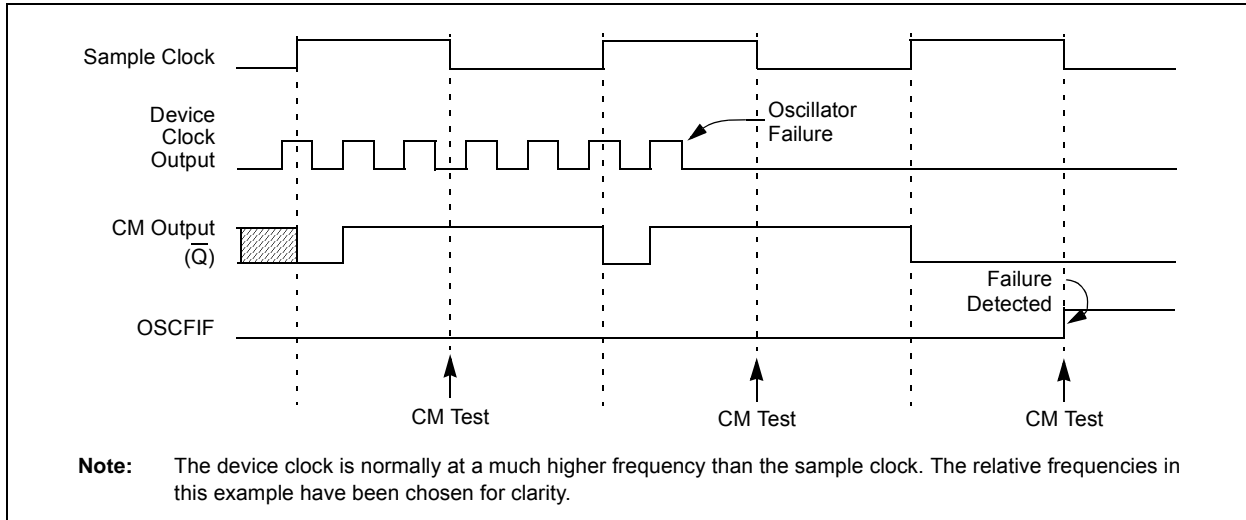 Sample Clock
Device
Clock
Output
Oscillator
Failure
CM Output
(Q̅)
Failure
Detected
OSCFIF
CM Test
CM Test
CM Test
Note: The device clock is normally at a much higher frequency than the sample clock. The relative frequencies in
this example have been chosen for clarity.